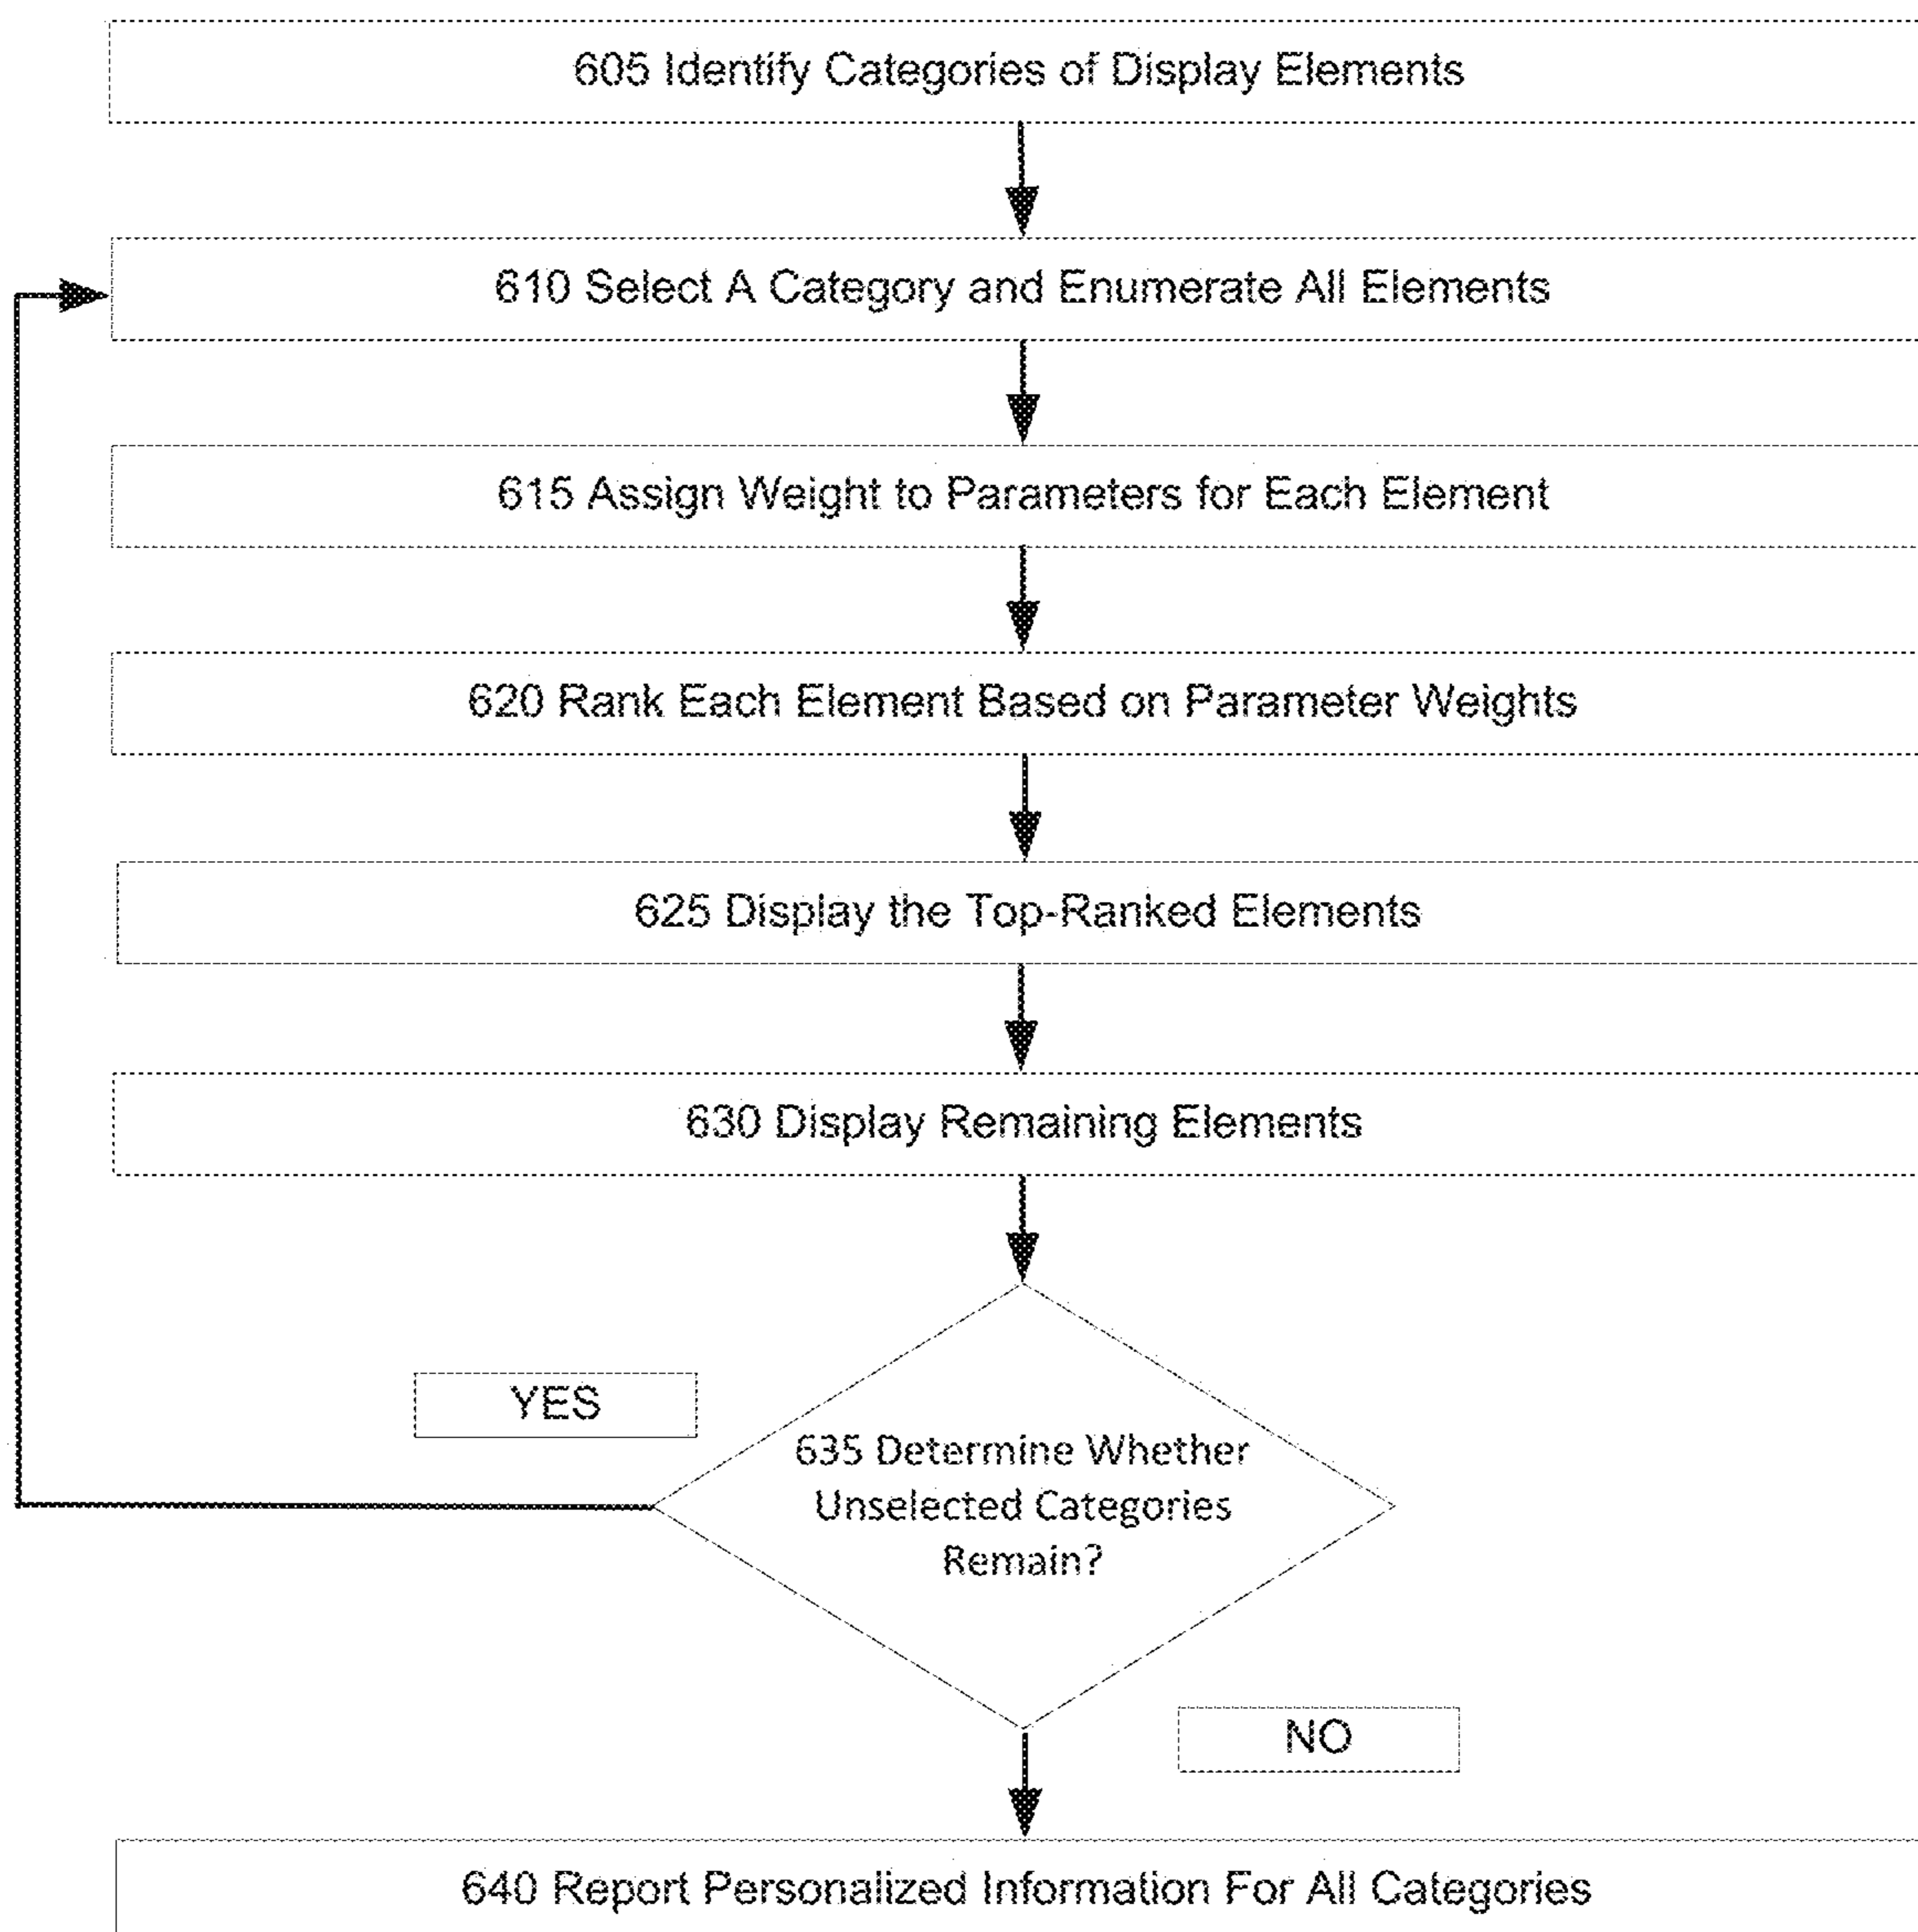 605 Identify Categories of Display Elements
610 Select A Category and Enumerate All Elements
615 Assign Weight to Parameters for Each Element
620 Rank Each Element Based on Parameter Weights
625 Display the Top-Ranked Elements
630 Display Remaining Elements
YES
635 Determine Whether
Unselected Categories
Remain?
NO
640 Report Personalized Information For All Categories